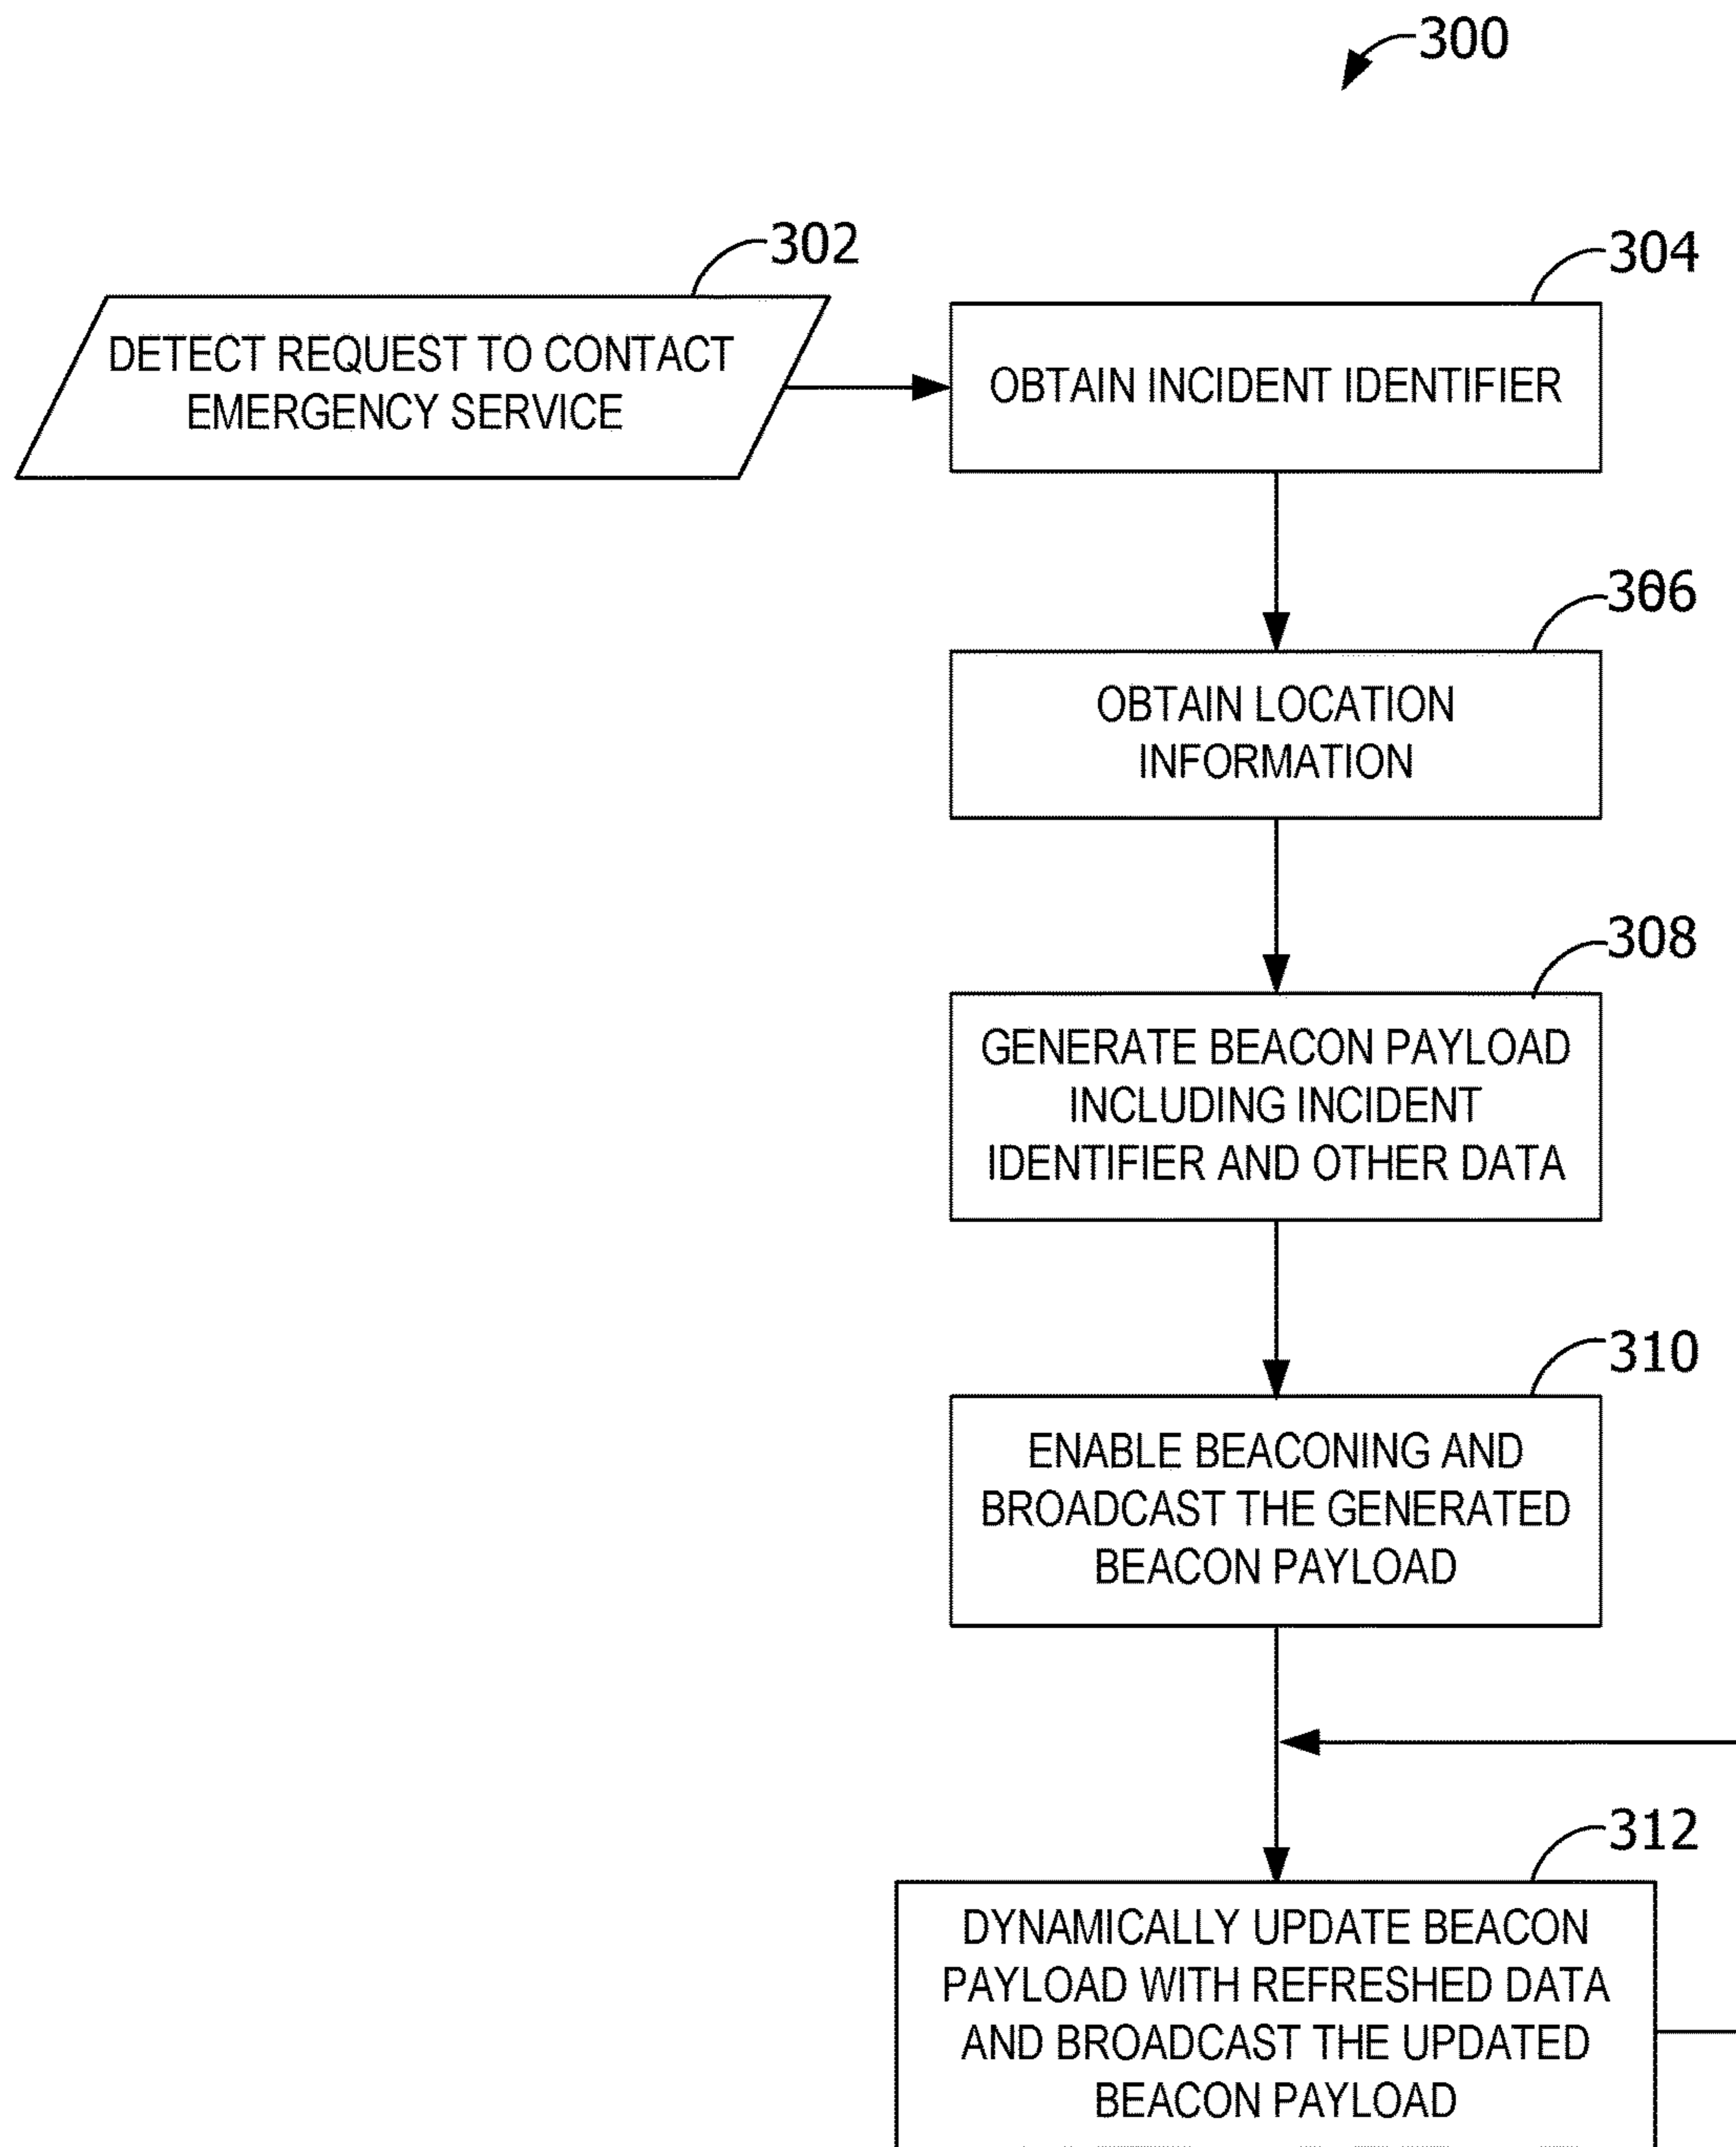 300
302
DETECT REQUEST TO CONTACT
EMERGENCY SERVICE
304
OBTAIN INCIDENT IDENTIFIER
306
OBTAIN LOCATION
INFORMATION
308
GENERATE BEACON PAYLOAD
INCLUDING INCIDENT
IDENTIFIER AND OTHER DATA
310
ENABLE BEACONING AND
BROADCAST THE GENERATED
BEACON PAYLOAD
312
DYNAMICALLY UPDATE BEACON
PAYLOAD WITH REFRESHED DATA
AND BROADCAST THE UPDATED
BEACON PAYLOAD